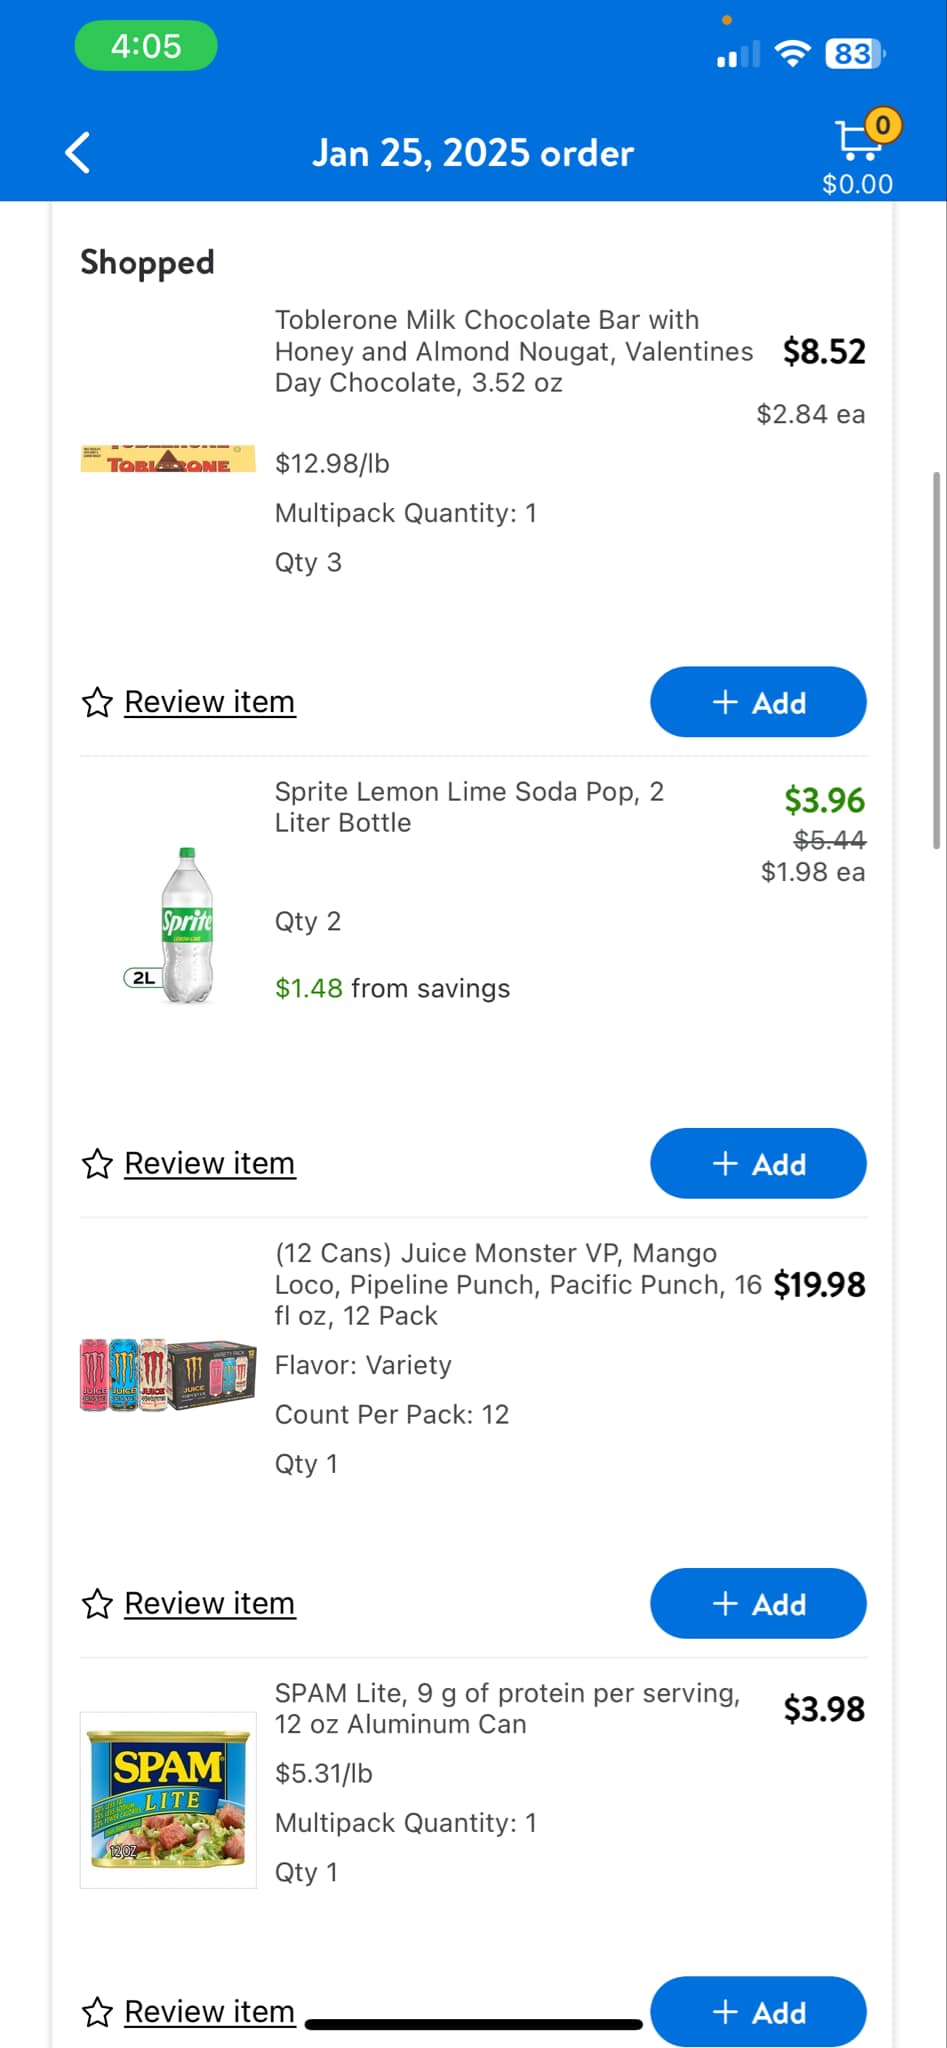 4:05
83
Jan 25, 2025 order
0
$0.00
Shopped
Toblerone Milk Chocolate Bar with
Honey and Almond Nougat, Valentines
Day Chocolate, 3.52 oz
$8.52
$2.84 ea
TOBLERONE
$12.98/lb
Multipack Quantity: 1
Qty 3
Review item
+ Add
Sprite Lemon Lime Soda Pop, 2
Liter Bottle
$3.96
$5.44
$1.98 ea
Sprite
2L
Qty 2
$1.48 from savings
Review item
+ Add
(12 Cans) Juice Monster VP, Mango
Loco, Pipeline Punch, Pacific Punch, 16
fl oz, 12 Pack
$19.98
Flavor: Variety
Count Per Pack: 12
JUICE JUICE JUICE JUICE
Qty 1
Review item
+ Add
SPAM Lite, 9 g of protein per serving,
12 oz Aluminum Can
$3.98
$5.31/lb
SPAM
LITE
12 OZ
Multipack Quantity: 1
Qty 1
Review item
+ Add